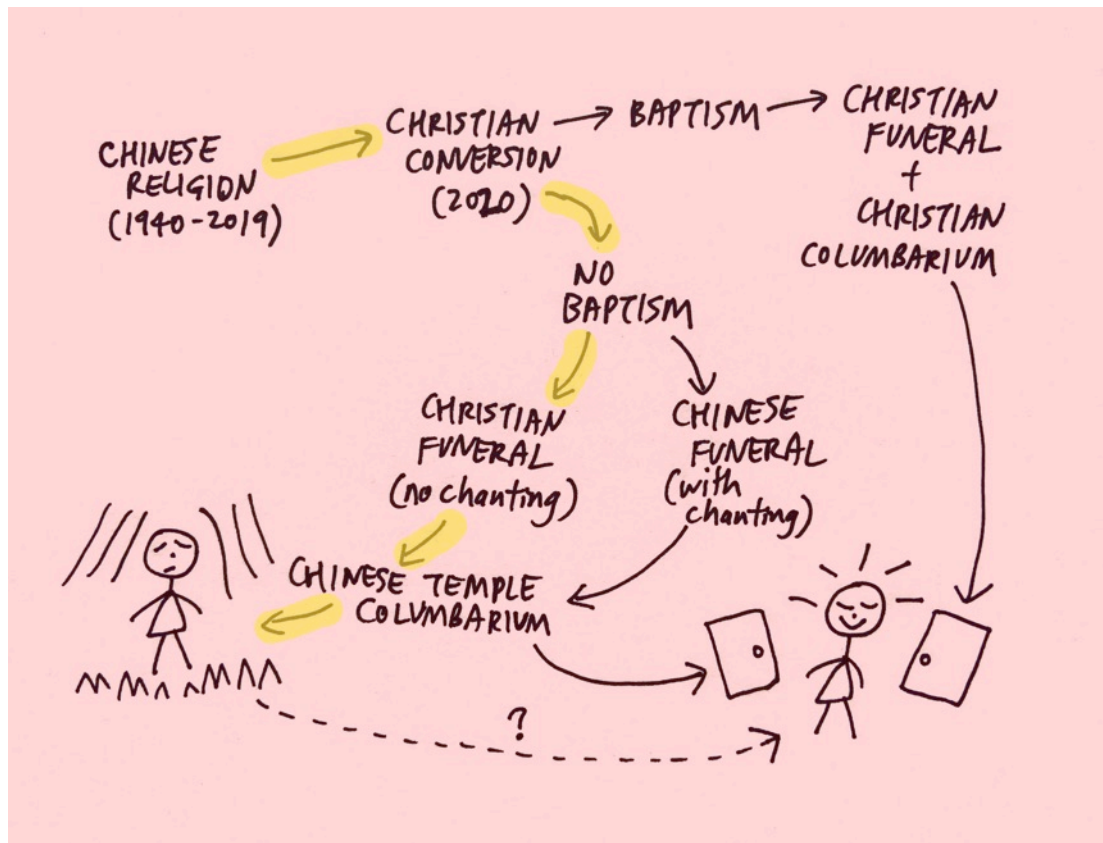 CHINESE
RELIGION
(1940-2019)
CHRISTIAN
CONVERSION
(2020)
BAPTISM
CHRISTIAN
FUNERAL
+
CHRISTIAN
COLUMBARIUM
NO
BAPTISM
CHRISTIAN
FUNERAL
(no chanting)
CHINESE
FUNERAL
(with
chanting)
CHINESE TEMPLE
COLUMBARIUM
?